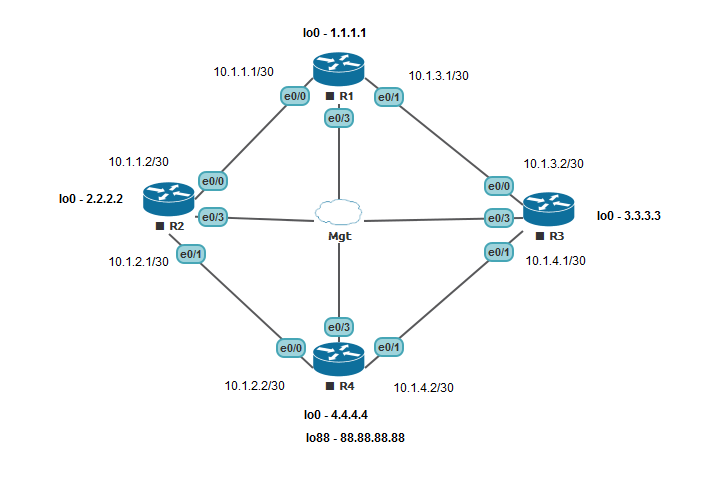 lo0 - 1.1.1.1
10.1.1.1/30
10.1.3.1/30
e0/0
R1
e0/1
e0/3
10.1.1.2/30
10.1.3.2/30
e0/0
e0/0
lo0 - 2.2.2.2
e0/3
R2
Mgt
e0/3
R3
lo0 - 3.3.3.3
e0/1
e0/1
10.1.2.1/30
10.1.4.1/30
e0/3
e0/0
e0/1
R4
10.1.2.2/30
10.1.4.2/30
lo0 - 4.4.4.4
lo88 - 88.88.88.88